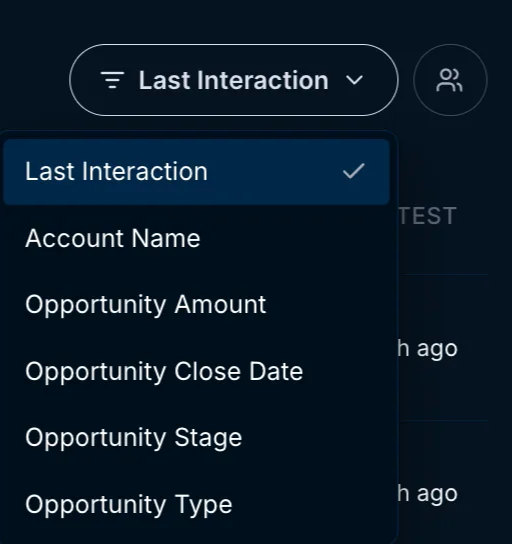 Last Interaction
Last Interaction
Account Name
TEST
Opportunity Amount
Opportunity Close Date
h ago
Opportunity Stage
Opportunity Type
h ago